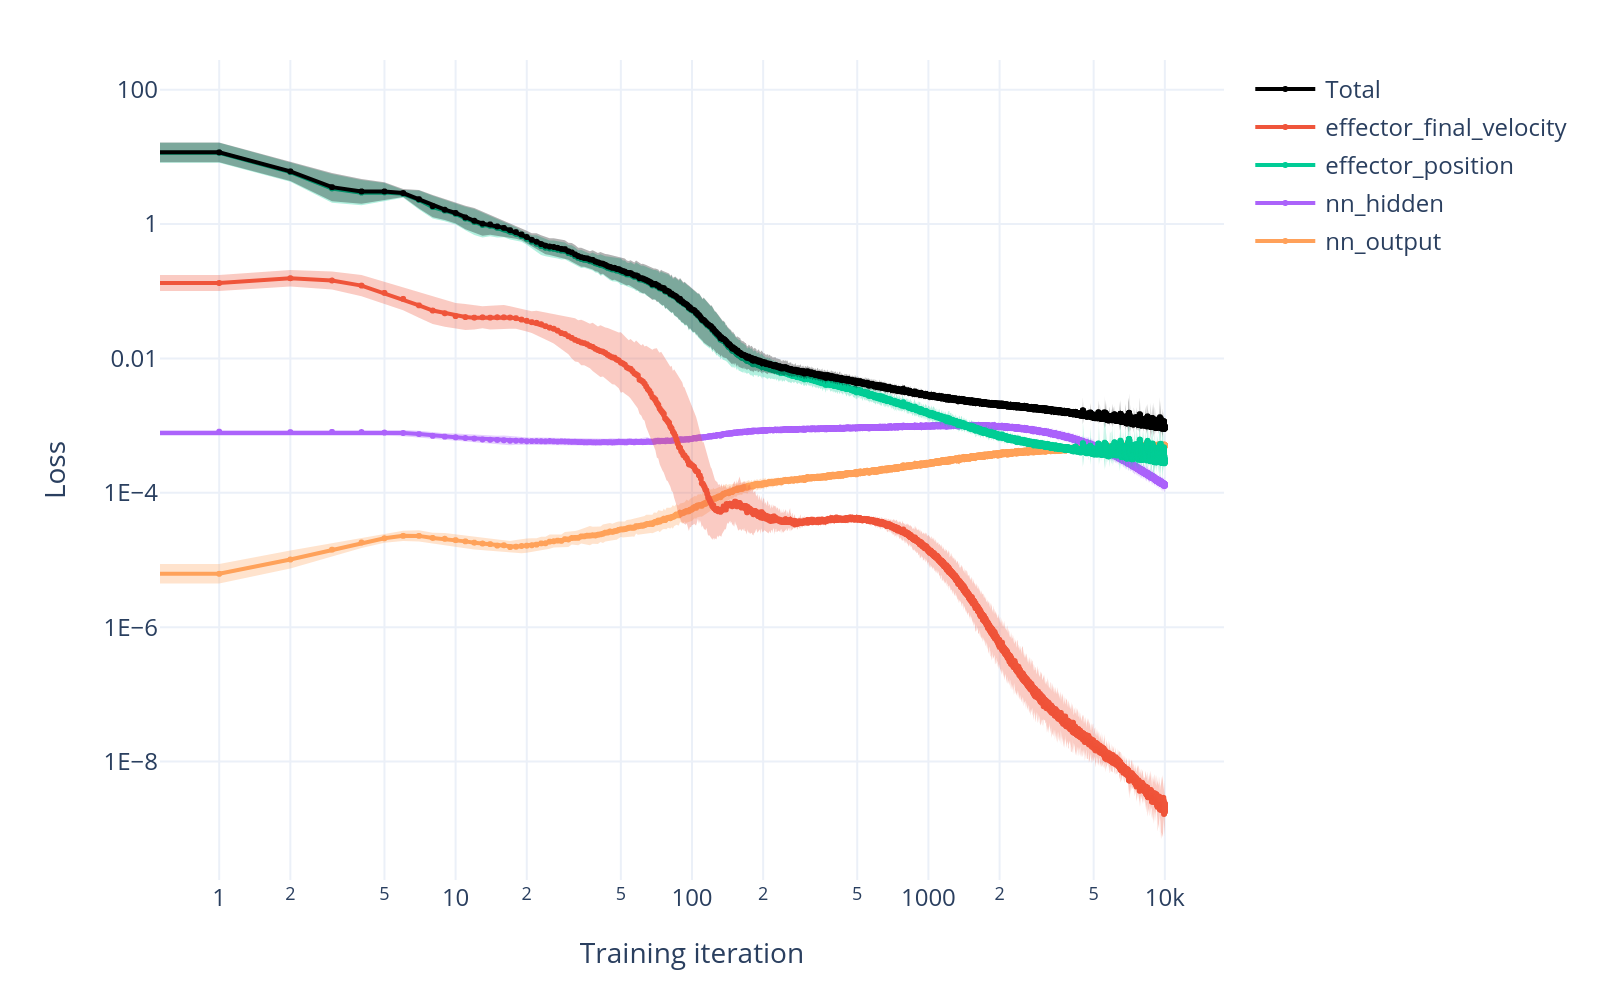 100
1
0.01
1E−4
1E−6
1E−8
Loss
1 2 5 10 2 5 100 2 5 1000 2 5 10k
Training iteration
Total
effector_final_velocity
effector_position
nn_hidden
nn_output